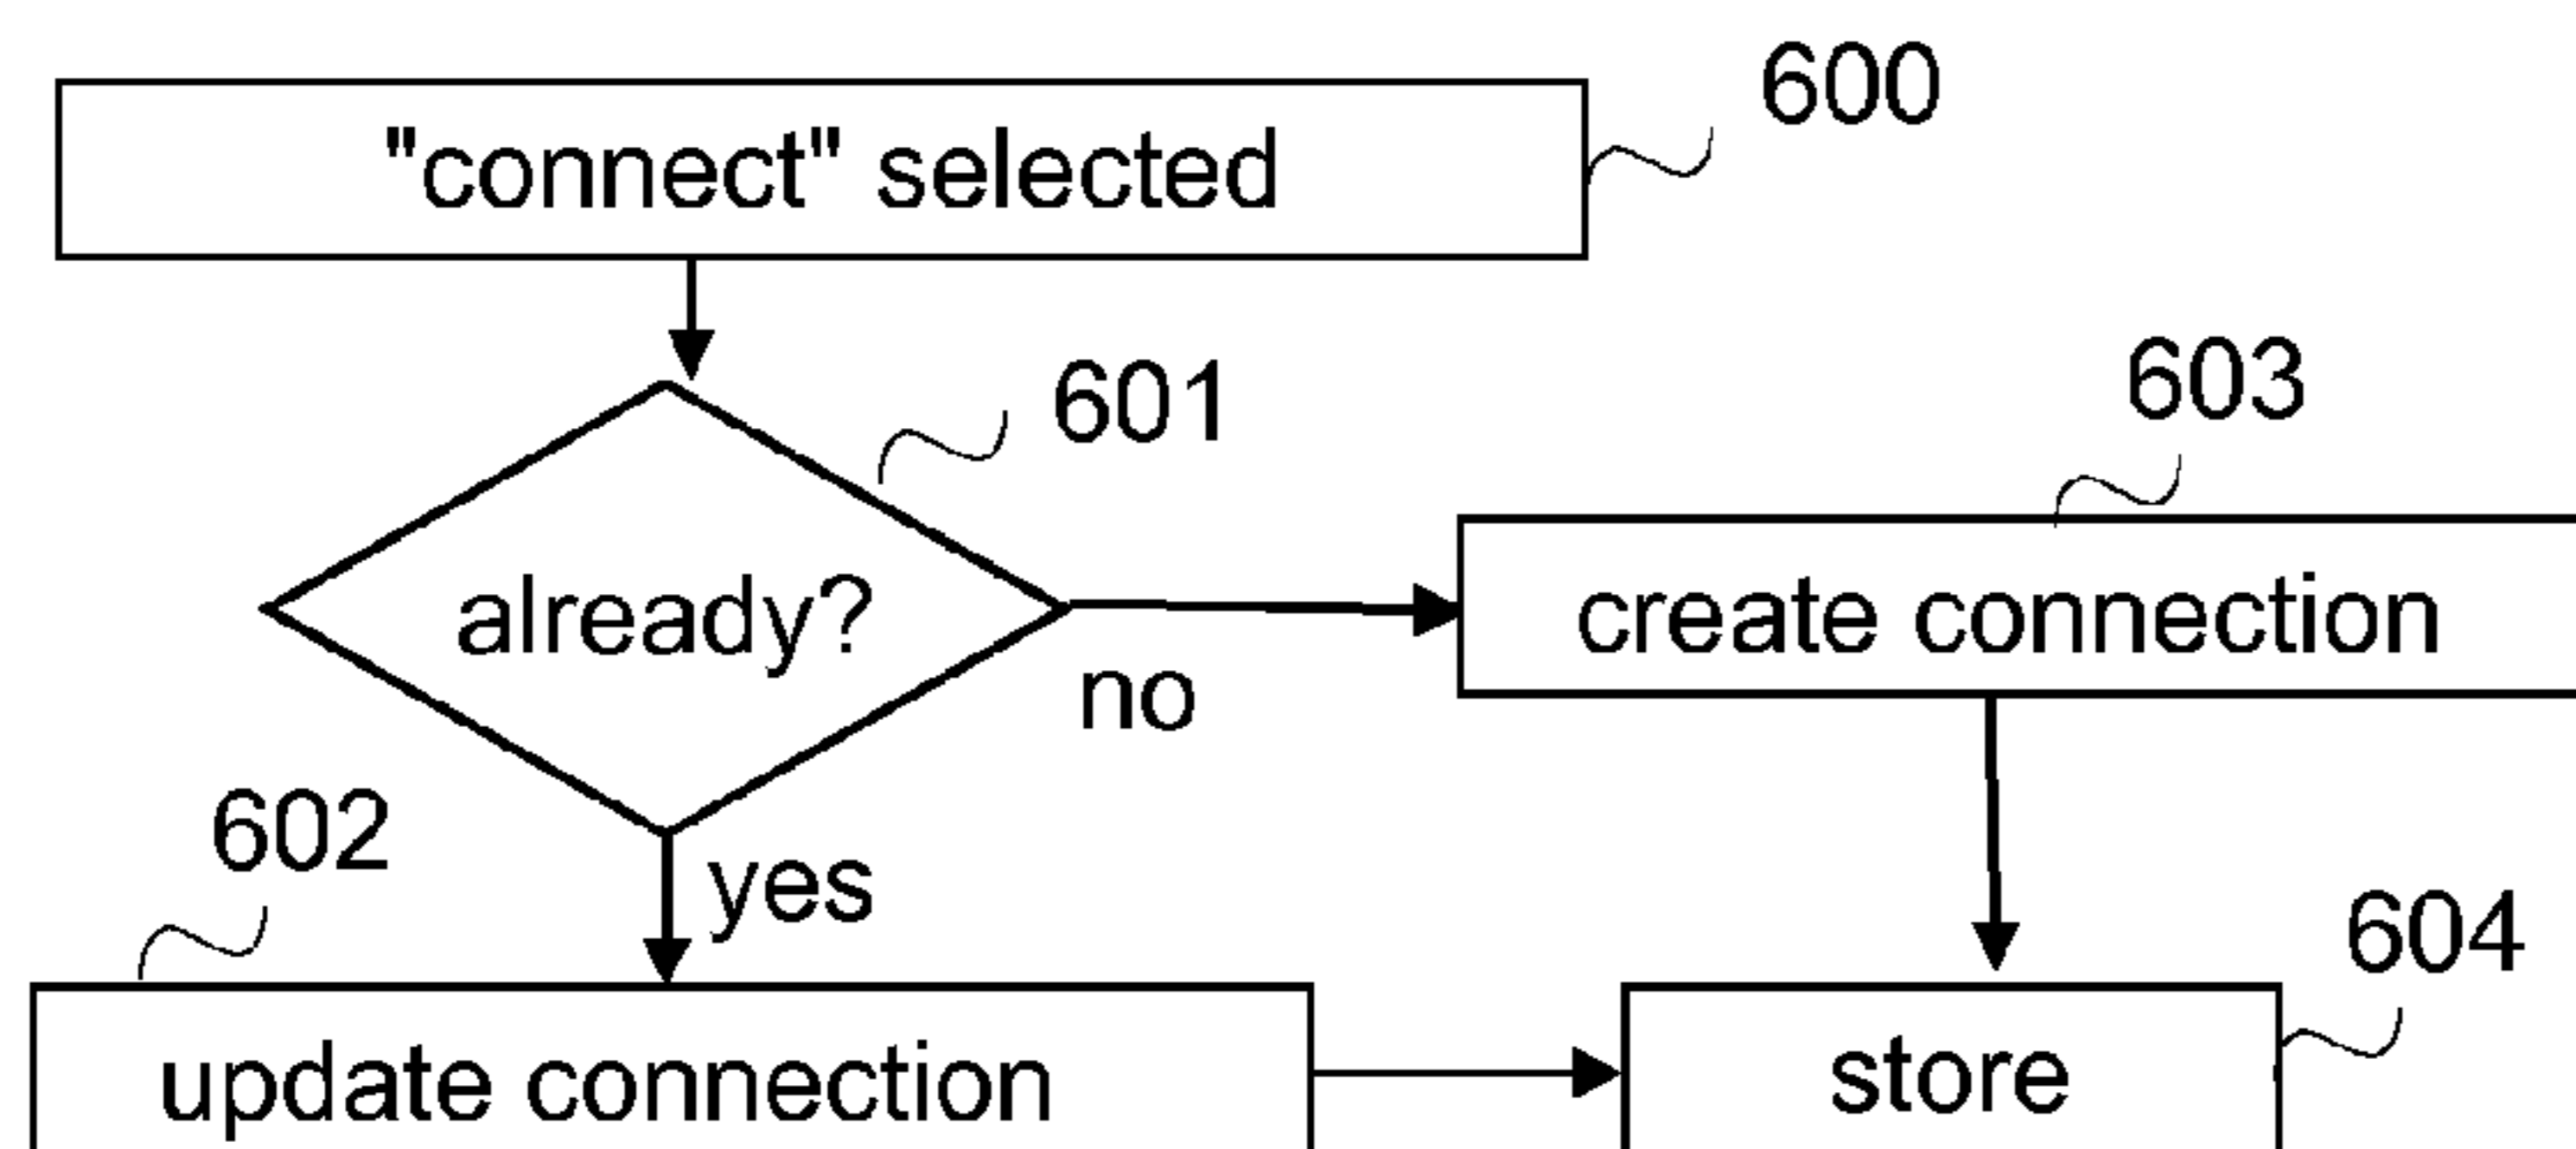 600
"connect" selected
601
603
already?
create connection
no
602
yes
604
update connection
store